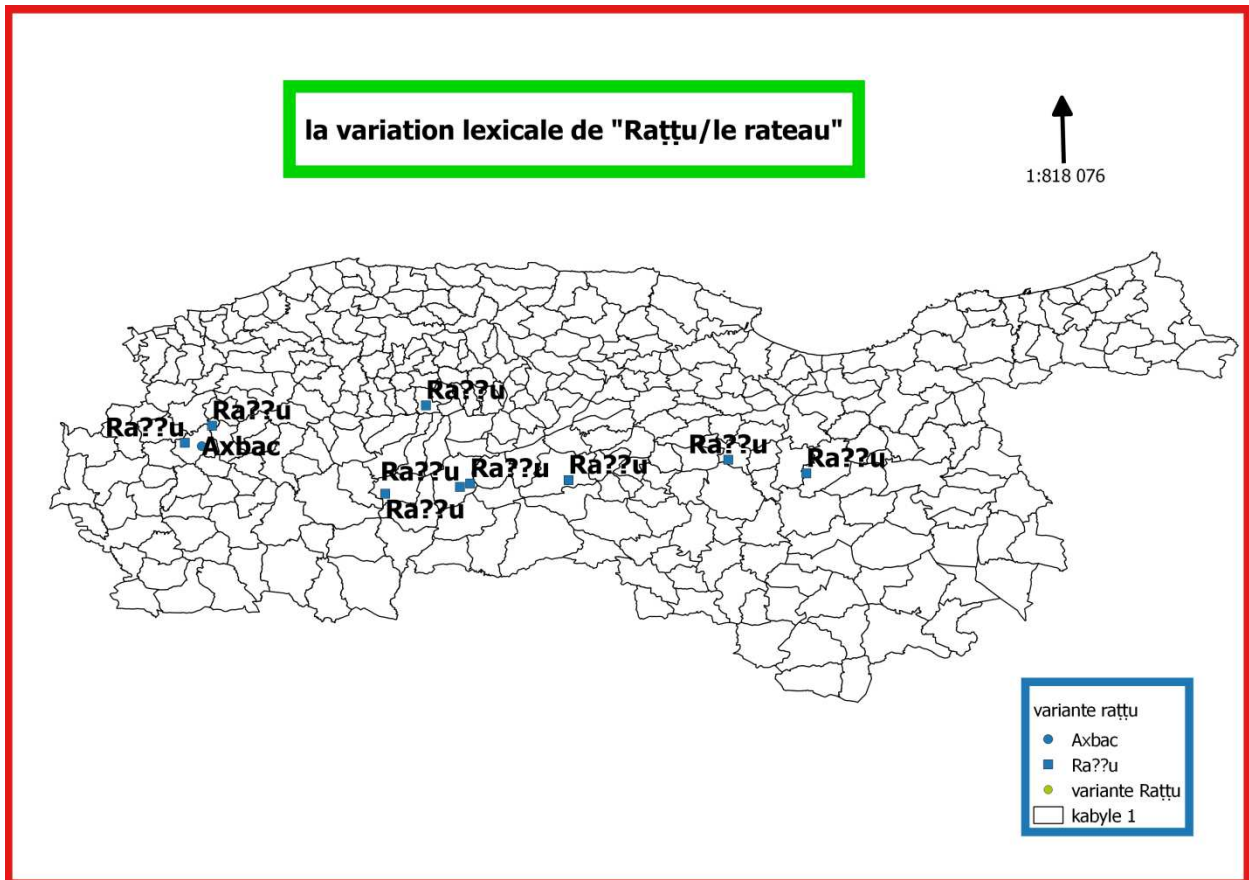 la variation lexicale de "Raṭṭu/le rateau"
1:818 076
Ra??u
Ra??u
Ra??u
Axbac
Ra??u
Ra??u
Ra??u
Ra??u
Ra??u
Ra??u
variante raṭṭu
Axbac
Ra??u
variante Raṭṭu
kabyle 1